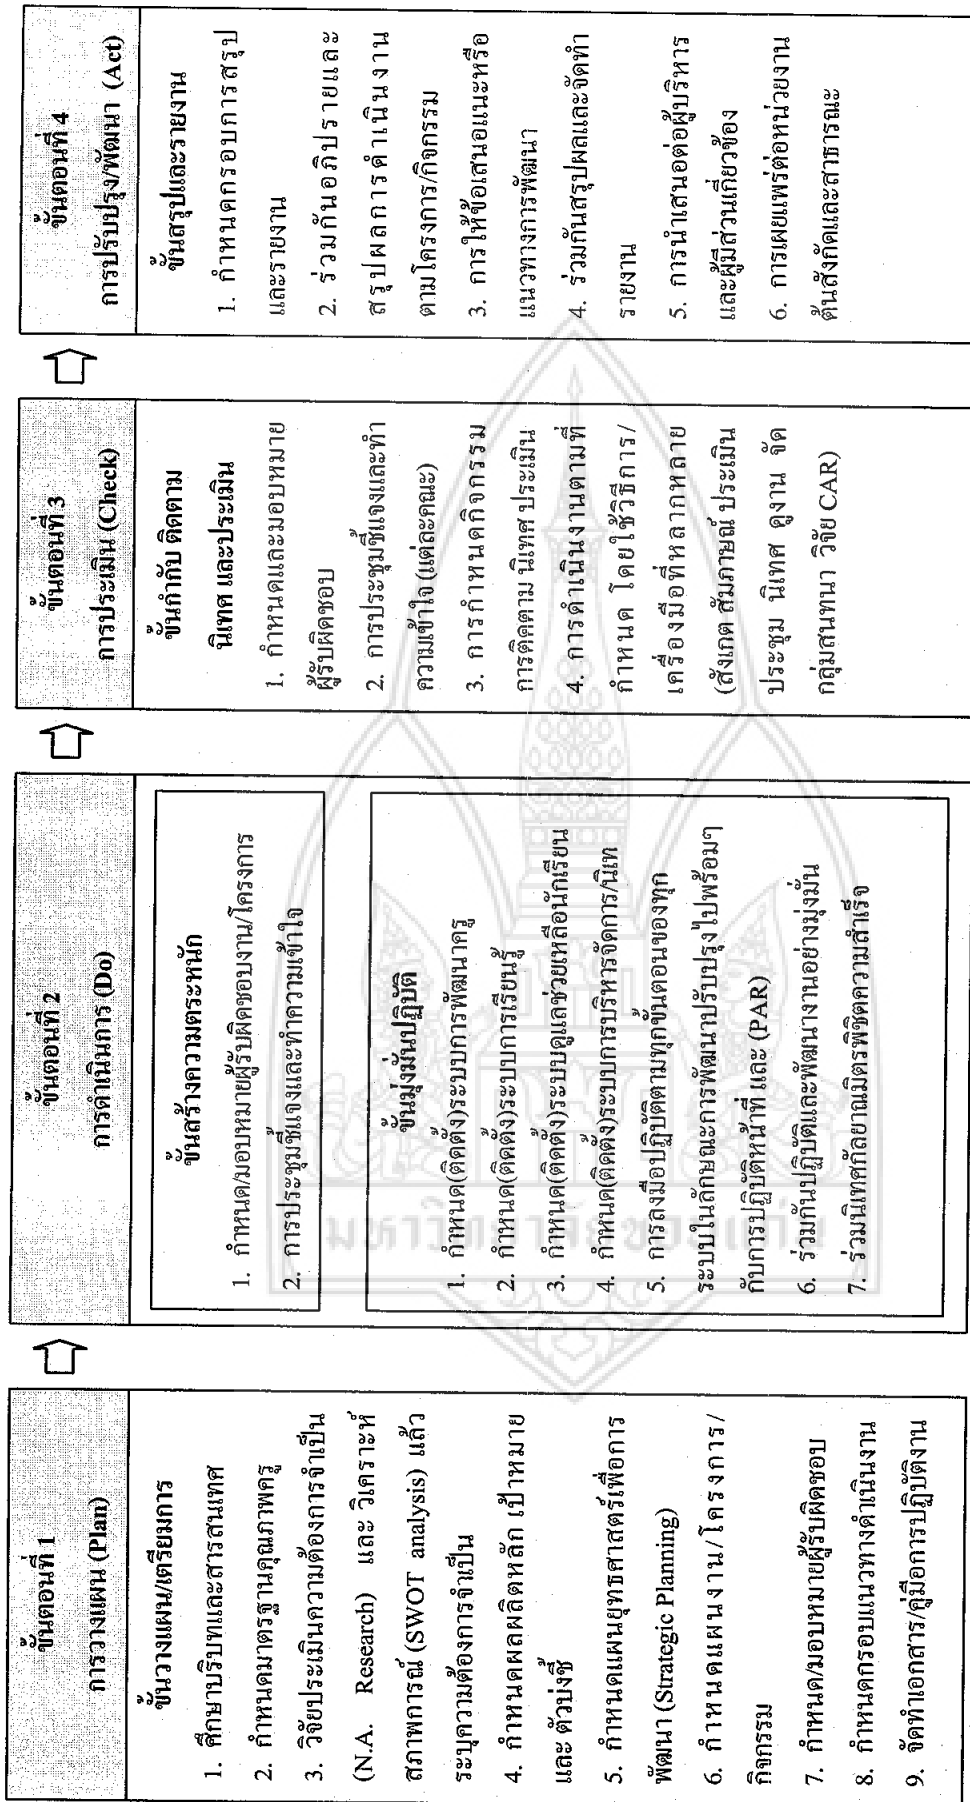 ขั้นตอนที่ 1
การวางแผน (Plan)
ขั้นวางแผน/เตรียมการ
1. ศึกษาบริบทและสารสนเทศ
2. กำหนดมาตรฐานคุณภาพครู
3. วิจัยประเมินความต้องการจำเป็น
(N.A. Research) และ วิเคราะห์
สภาพการณ์ (SWOT analysis) แล้ว
ระบุความต้องการจำเป็น
4. กำหนดผลผลิตหลัก เป้าหมาย
และ ตัวบ่งชี้
5. กำหนดแผนยุทธศาสตร์เพื่อการ
พัฒนา (Strategic Planning)
6. กำหนดแผนงาน/โครงการ/
กิจกรรม
7. กำหนด/มอบหมายผู้รับผิดชอบ
8. กำหนดกรอบแนวทางดำเนินงาน
9. จัดทำเอกสาร/คู่มือการปฏิบัติงาน
ขั้นตอนที่ 2
การดำเนินการ (Do)
ขั้นสร้างความตระหนัก
1. กำหนด/มอบหมายผู้รับผิดชอบงาน/โครงการ
2. การประชุมชี้แจงและทำความเข้าใจ
ขั้นมุ่งมั่นปฏิบัติ
1. กำหนด(ติดตั้ง)ระบบการพัฒนาครู
2. กำหนด(ติดตั้ง)ระบบการเรียนรู้
3. กำหนด(ติดตั้ง)ระบบดูแลช่วยเหลือนักเรียน
4. กำหนด(ติดตั้ง)ระบบการบริหารจัดการ/นิเท
5. การลงมือปฏิบัติตามทุกขั้นตอนของทุก
ระบบในลักษณะการพัฒนาปรับปรุงไปพร้อมๆ
กับการปฏิบัติหน้าที่ และ (PAR)
6. ร่วมกันปฏิบัติและพัฒนางานอย่างมุ่งมั่น
7. ร่วมนิเทศกัลยาณมิตรพิชิตความสำเร็จ
ขั้นตอนที่ 3
การประเมิน (Check)
ขั้นกำกับ ติดตาม
นิเทศ และประเมิน
1. กำหนดและมอบหมาย
ผู้รับผิดชอบ
2. การประชุมชี้แจงและทำ
ความเข้าใจ (แต่ละคณะ)
3. การกำหนดกิจกรรม
การติดตาม นิเทศ ประเมิน
4. การดำเนินงานตามที่
กำหนด โดยใช้วิธีการ/
เครื่องมือที่หลากหลาย
(สังเกต สัมภาษณ์ ประเมิน
ประชุม นิเทศ ดูงาน จัด
กลุ่มสนทนา วิจัย CAR)
ขั้นตอนที่ 4
การปรับปรุง/พัฒนา (Act)
ขั้นสรุปและรายงาน
1. กำหนดกรอบการสรุป
และรายงาน
2. ร่วมกันอภิปรายและ
สรุปผลการดำเนินงาน
ตามโครงการ/กิจกรรม
3. การให้ข้อเสนอแนะหรือ
แนวทางการพัฒนา
4. ร่วมกันสรุปผลและจัดทำ
รายงาน
5. การนำเสนอต่อผู้บริหาร
และผู้มีส่วนเกี่ยวข้อง
6. การเผยแพร่ต่อหน่วยงาน
ต้นสังกัดและสาธารณะ